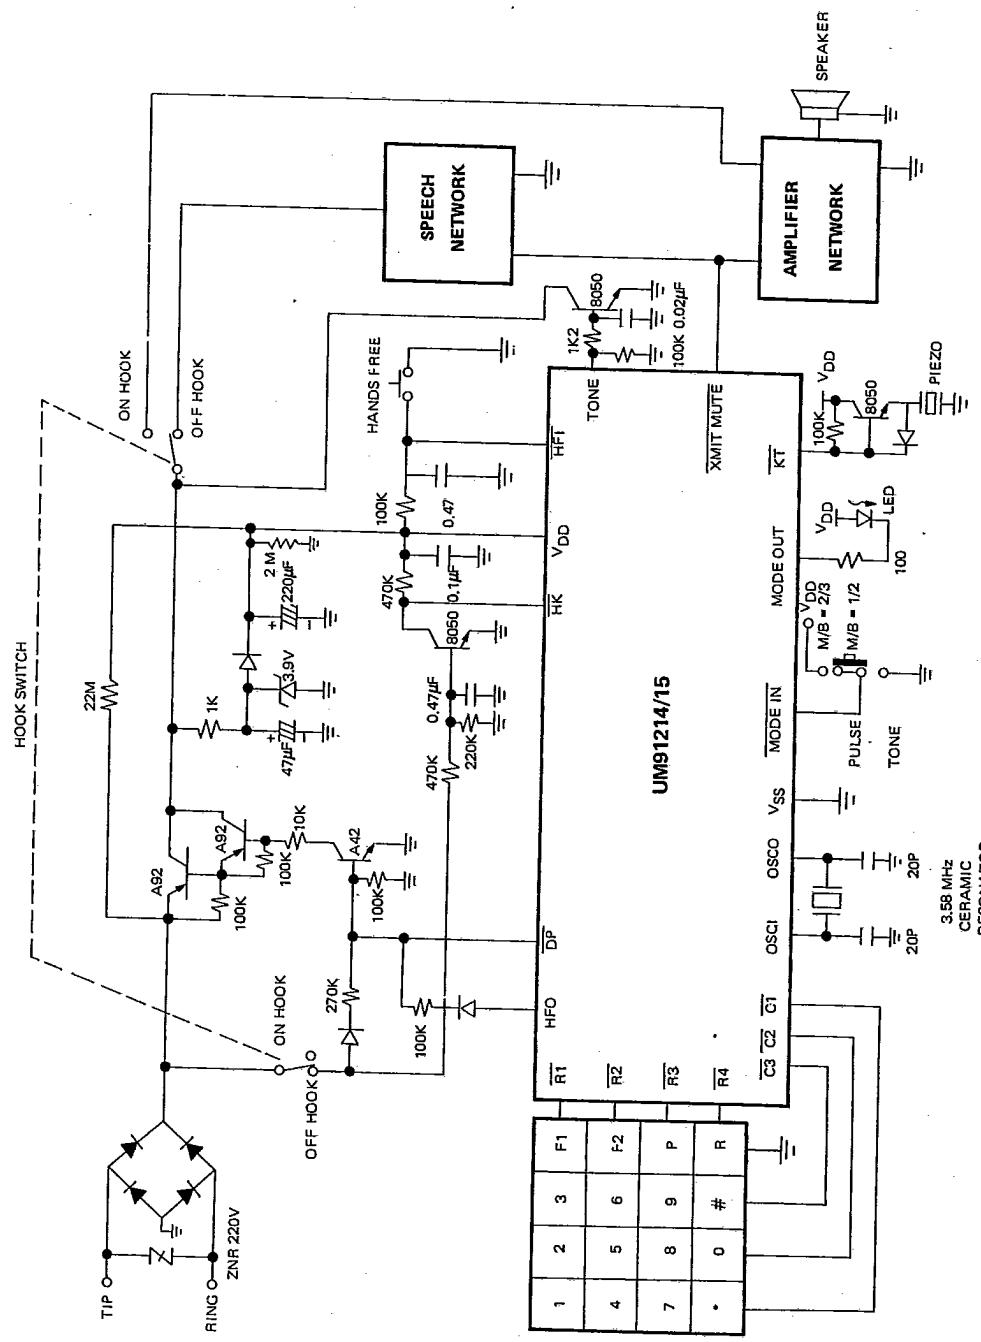 HOOK SWITCH
ON HOOK
OFF HOOK
TIP
RING
ZNR 220V
22M
A92
A92
100K
100K
10K
1K
47µF
3.9V
220µF
2 M
ON HOOK
OFF HOOK
270K
100K
100K
A42
470K
220K
0.47µF
8050
470K
0.1µF
100K
0.47
HANDS FREE
SPEECH
NETWORK
AMPLIFIER
NETWORK
SPEAKER
1K2
8050
100K
0.02µF
HFO
DP
HK
VDD
HFI
TONE
XMIT MUTE
UM91214/15
R1
R2
R3
R4
C3
C2
C1
OSCI
OSCO
VSS
MODE IN
MODE OUT
KT
1 2 3 F1
4 5 6 F2
7 8 9 P
• 0 # R
20P
20P
3.58 MHz
CERAMIC
PULSE
TONE
VDD
M/B = 2/3
M/B = 1/2
VDD
LED
100
VDD
100K
8050
PIEZO